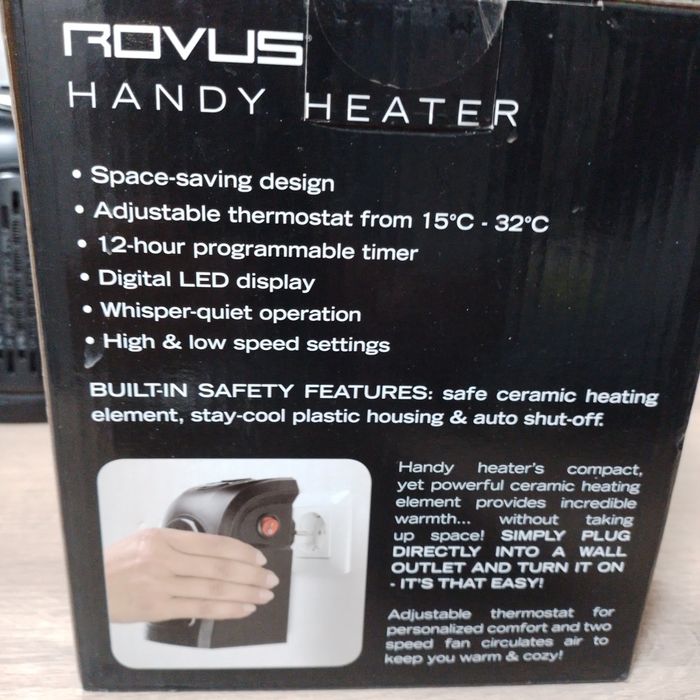 ROVUS
HANDY HEATER
• Space-saving design
• Adjustable thermostat from 15°C - 32°C
• 12-hour programmable timer
• Digital LED display
• Whisper-quiet operation
• High & low speed settings
BUILT-IN SAFETY FEATURES: safe ceramic heating
element, stay-cool plastic housing & auto shut-off.
Handy heater's compact,
yet powerful ceramic heating
element provides incredible
warmth... without taking
up space! SIMPLY PLUG
DIRECTLY INTO A WALL
OUTLET AND TURN IT ON
- IT'S THAT EASY!
Adjustable thermostat for
personalized comfort and two
speed fan circulates air to
keep you warm & cozy!